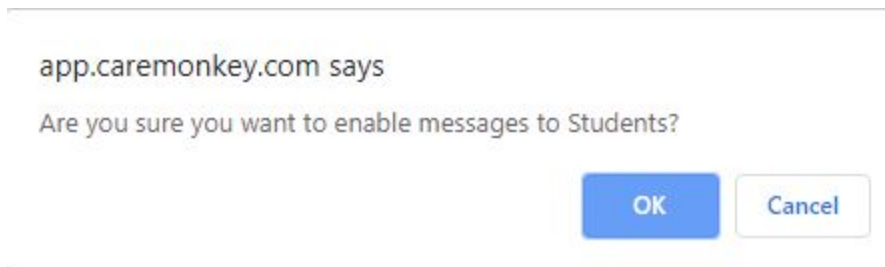 app.caremonkey.com says
Are you sure you want to enable messages to Students?
OK Cancel